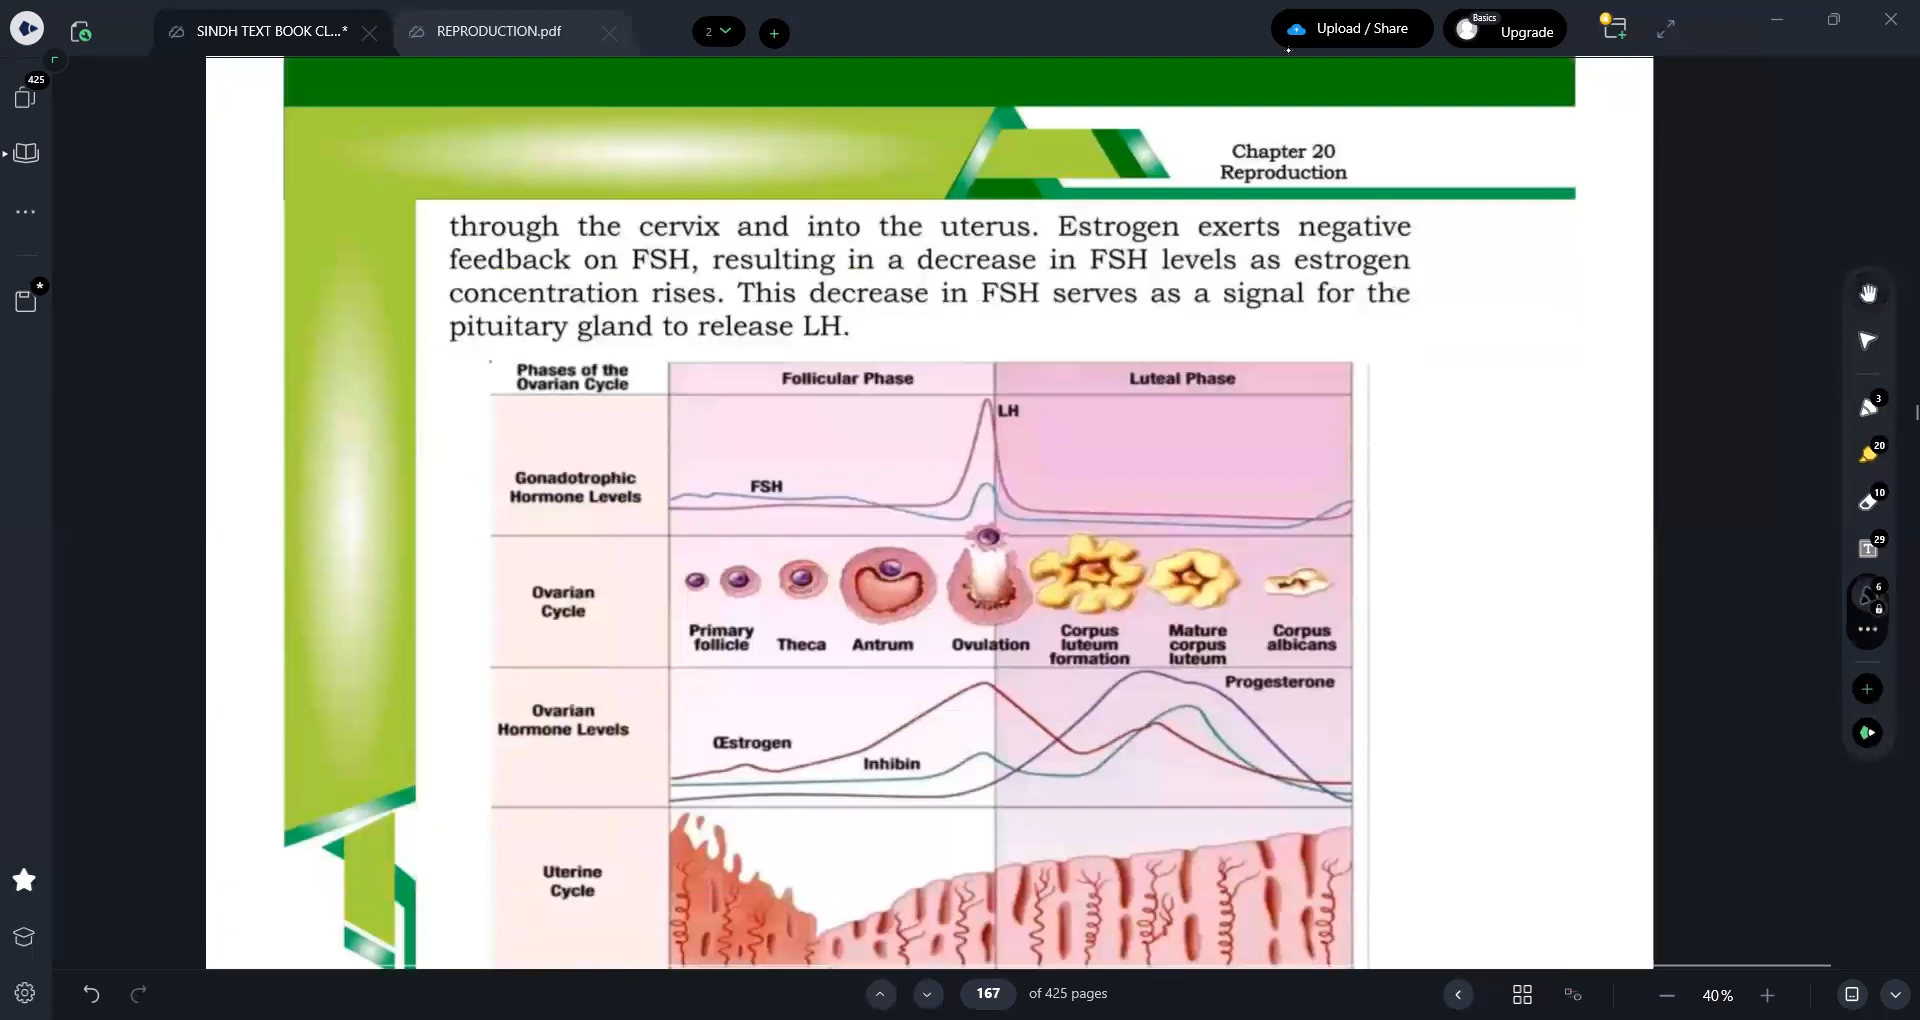 SINDH TEXT BOOK CL...*
REPRODUCTION.pdf
2
Upload / Share
Basics
Upgrade
425
Chapter 20
Reproduction
through the cervix and into the uterus. Estrogen exerts negative
feedback on FSH, resulting in a decrease in FSH levels as estrogen
concentration rises. This decrease in FSH serves as a signal for the
pituitary gland to release LH.
Phases of the
Ovarian Cycle
Follicular Phase
Luteal Phase
LH
Gonadotrophic
Hormone Levels
FSH
Ovarian
Cycle
Primary
follicle
Theca
Antrum
Ovulation
Corpus
luteum
formation
Mature
corpus
luteum
Corpus
albicans
Ovarian
Hormone Levels
Progesterone
Œstrogen
Inhibin
Uterine
Cycle
3
20
10
29
T
6
167
of 425 pages
40%